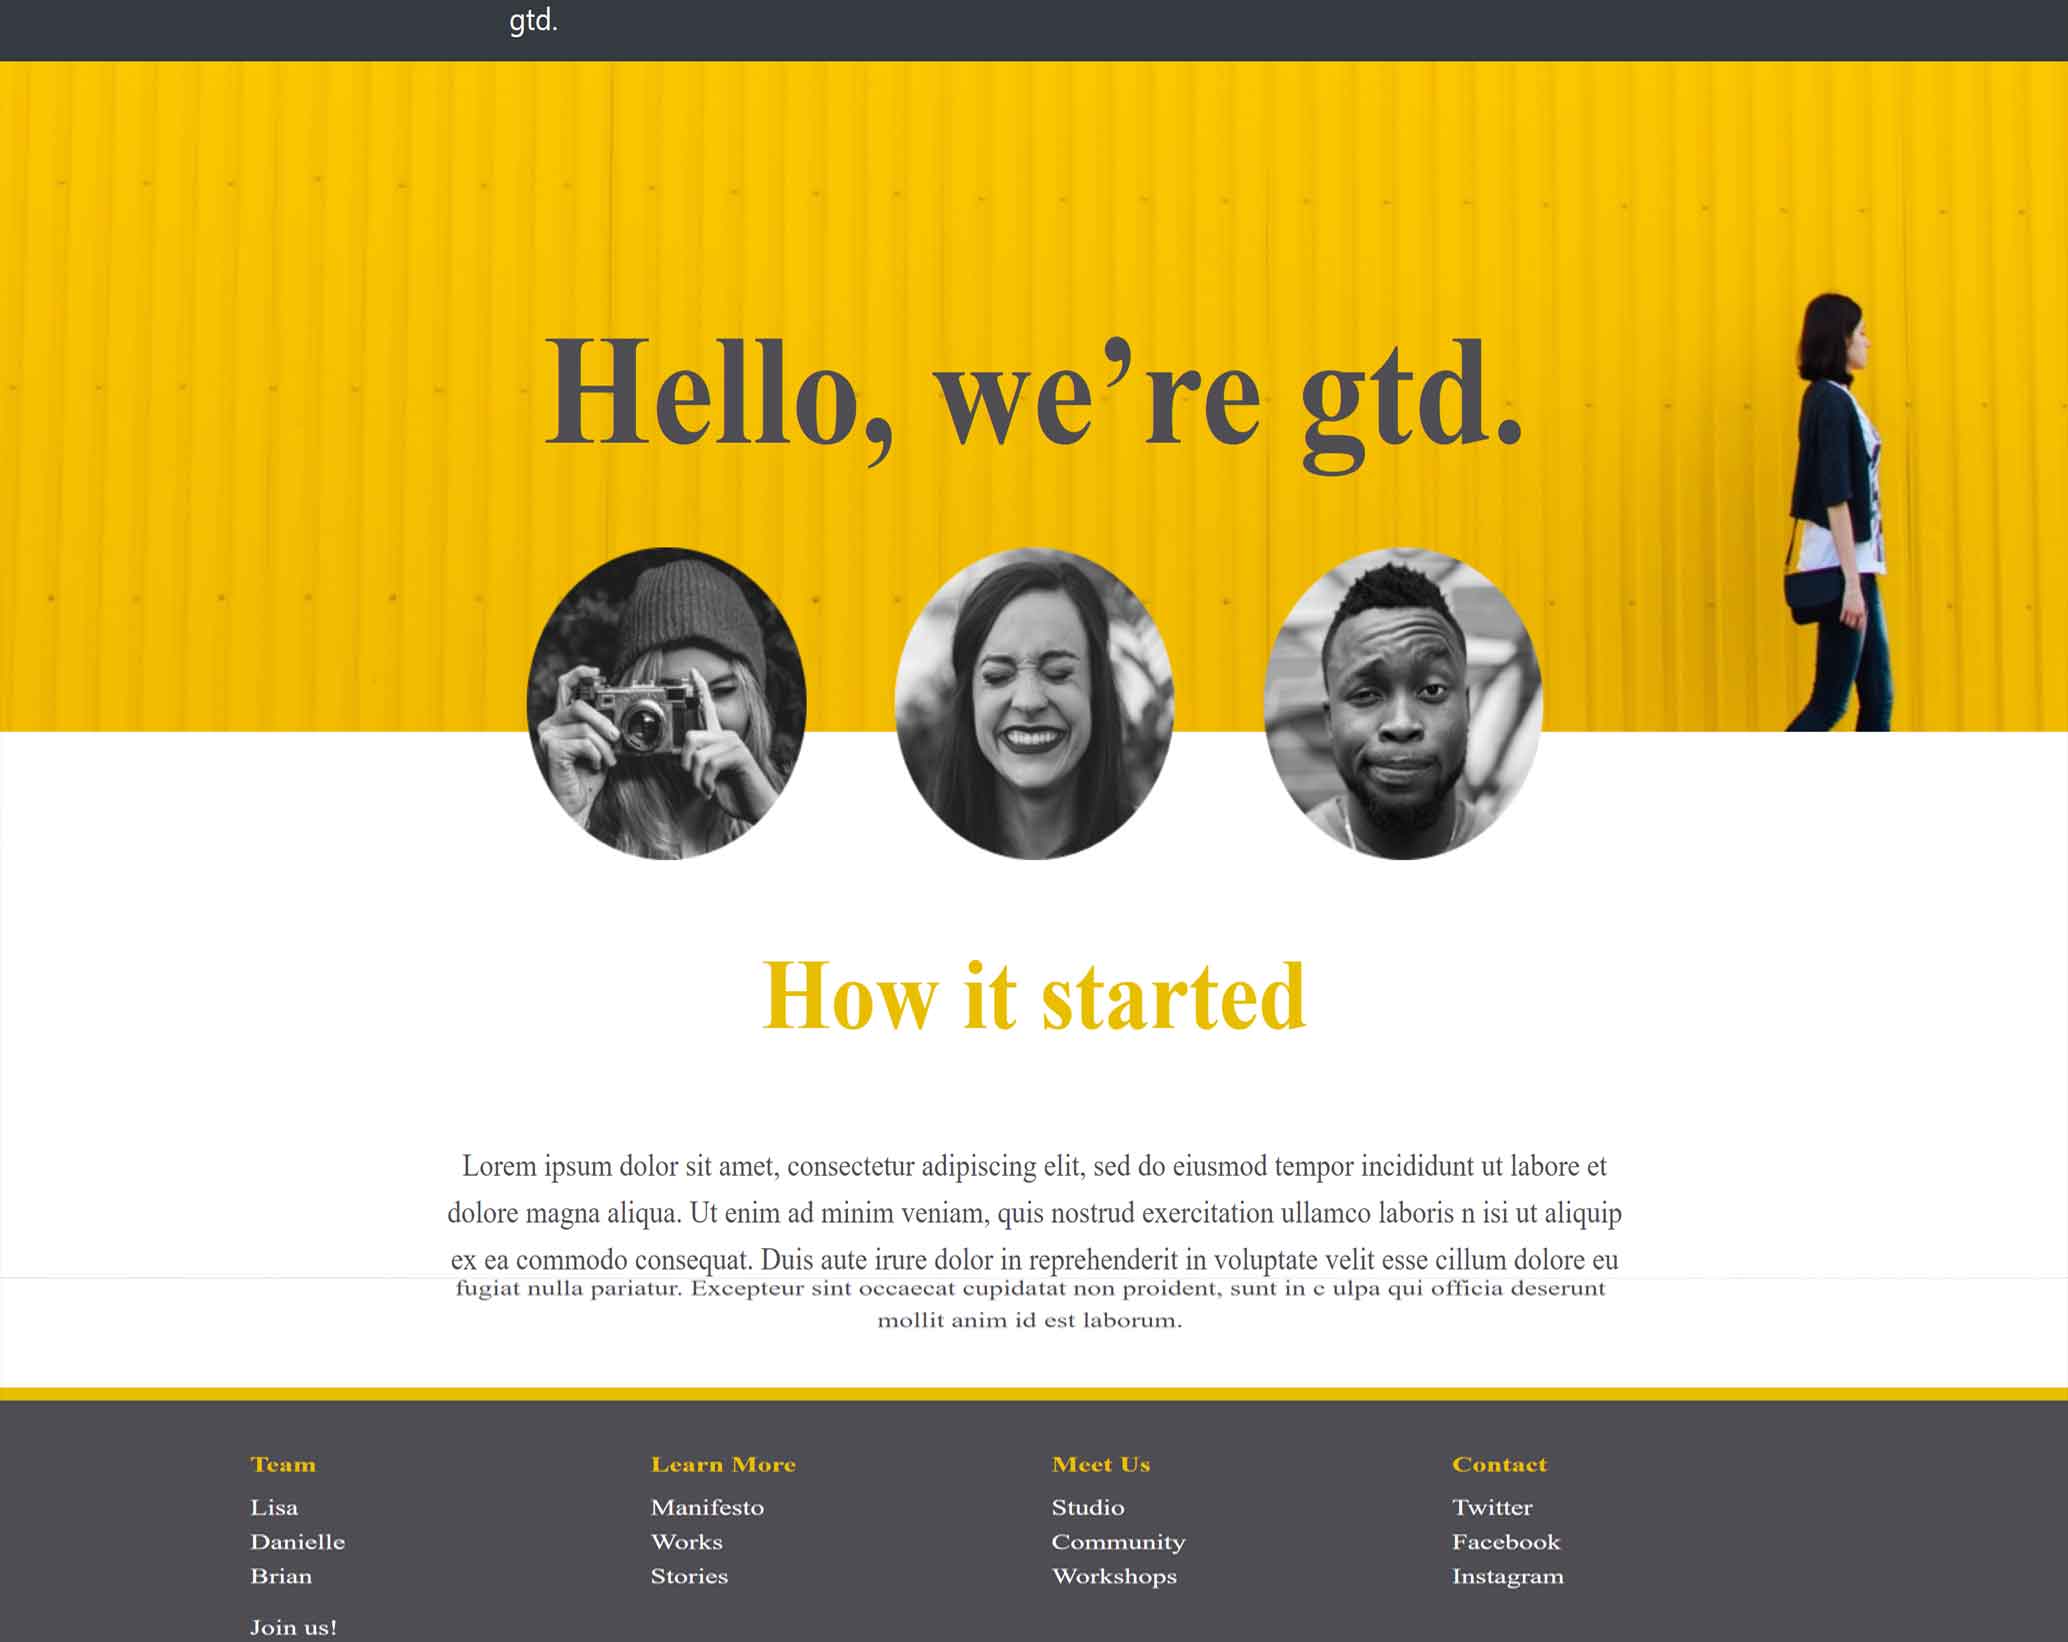 gtd.
Hello, we’re gtd.
How it started
Lorem ipsum dolor sit amet, consectetur adipiscing elit, sed do eiusmod tempor incididunt ut labore et
dolore magna aliqua. Ut enim ad minim veniam, quis nostrud exercitation ullamco laboris n isi ut aliquip
ex ea commodo consequat. Duis aute irure dolor in reprehenderit in voluptate velit esse cillum dolore eu
fugiat nulla pariatur. Excepteur sint occaecat cupidatat non proident, sunt in c ulpa qui officia deserunt
mollit anim id est laborum.
Team
Lisa
Danielle
Brian
Join us!
Learn More
Manifesto
Works
Stories
Meet Us
Studio
Community
Workshops
Contact
Twitter
Facebook
Instagram